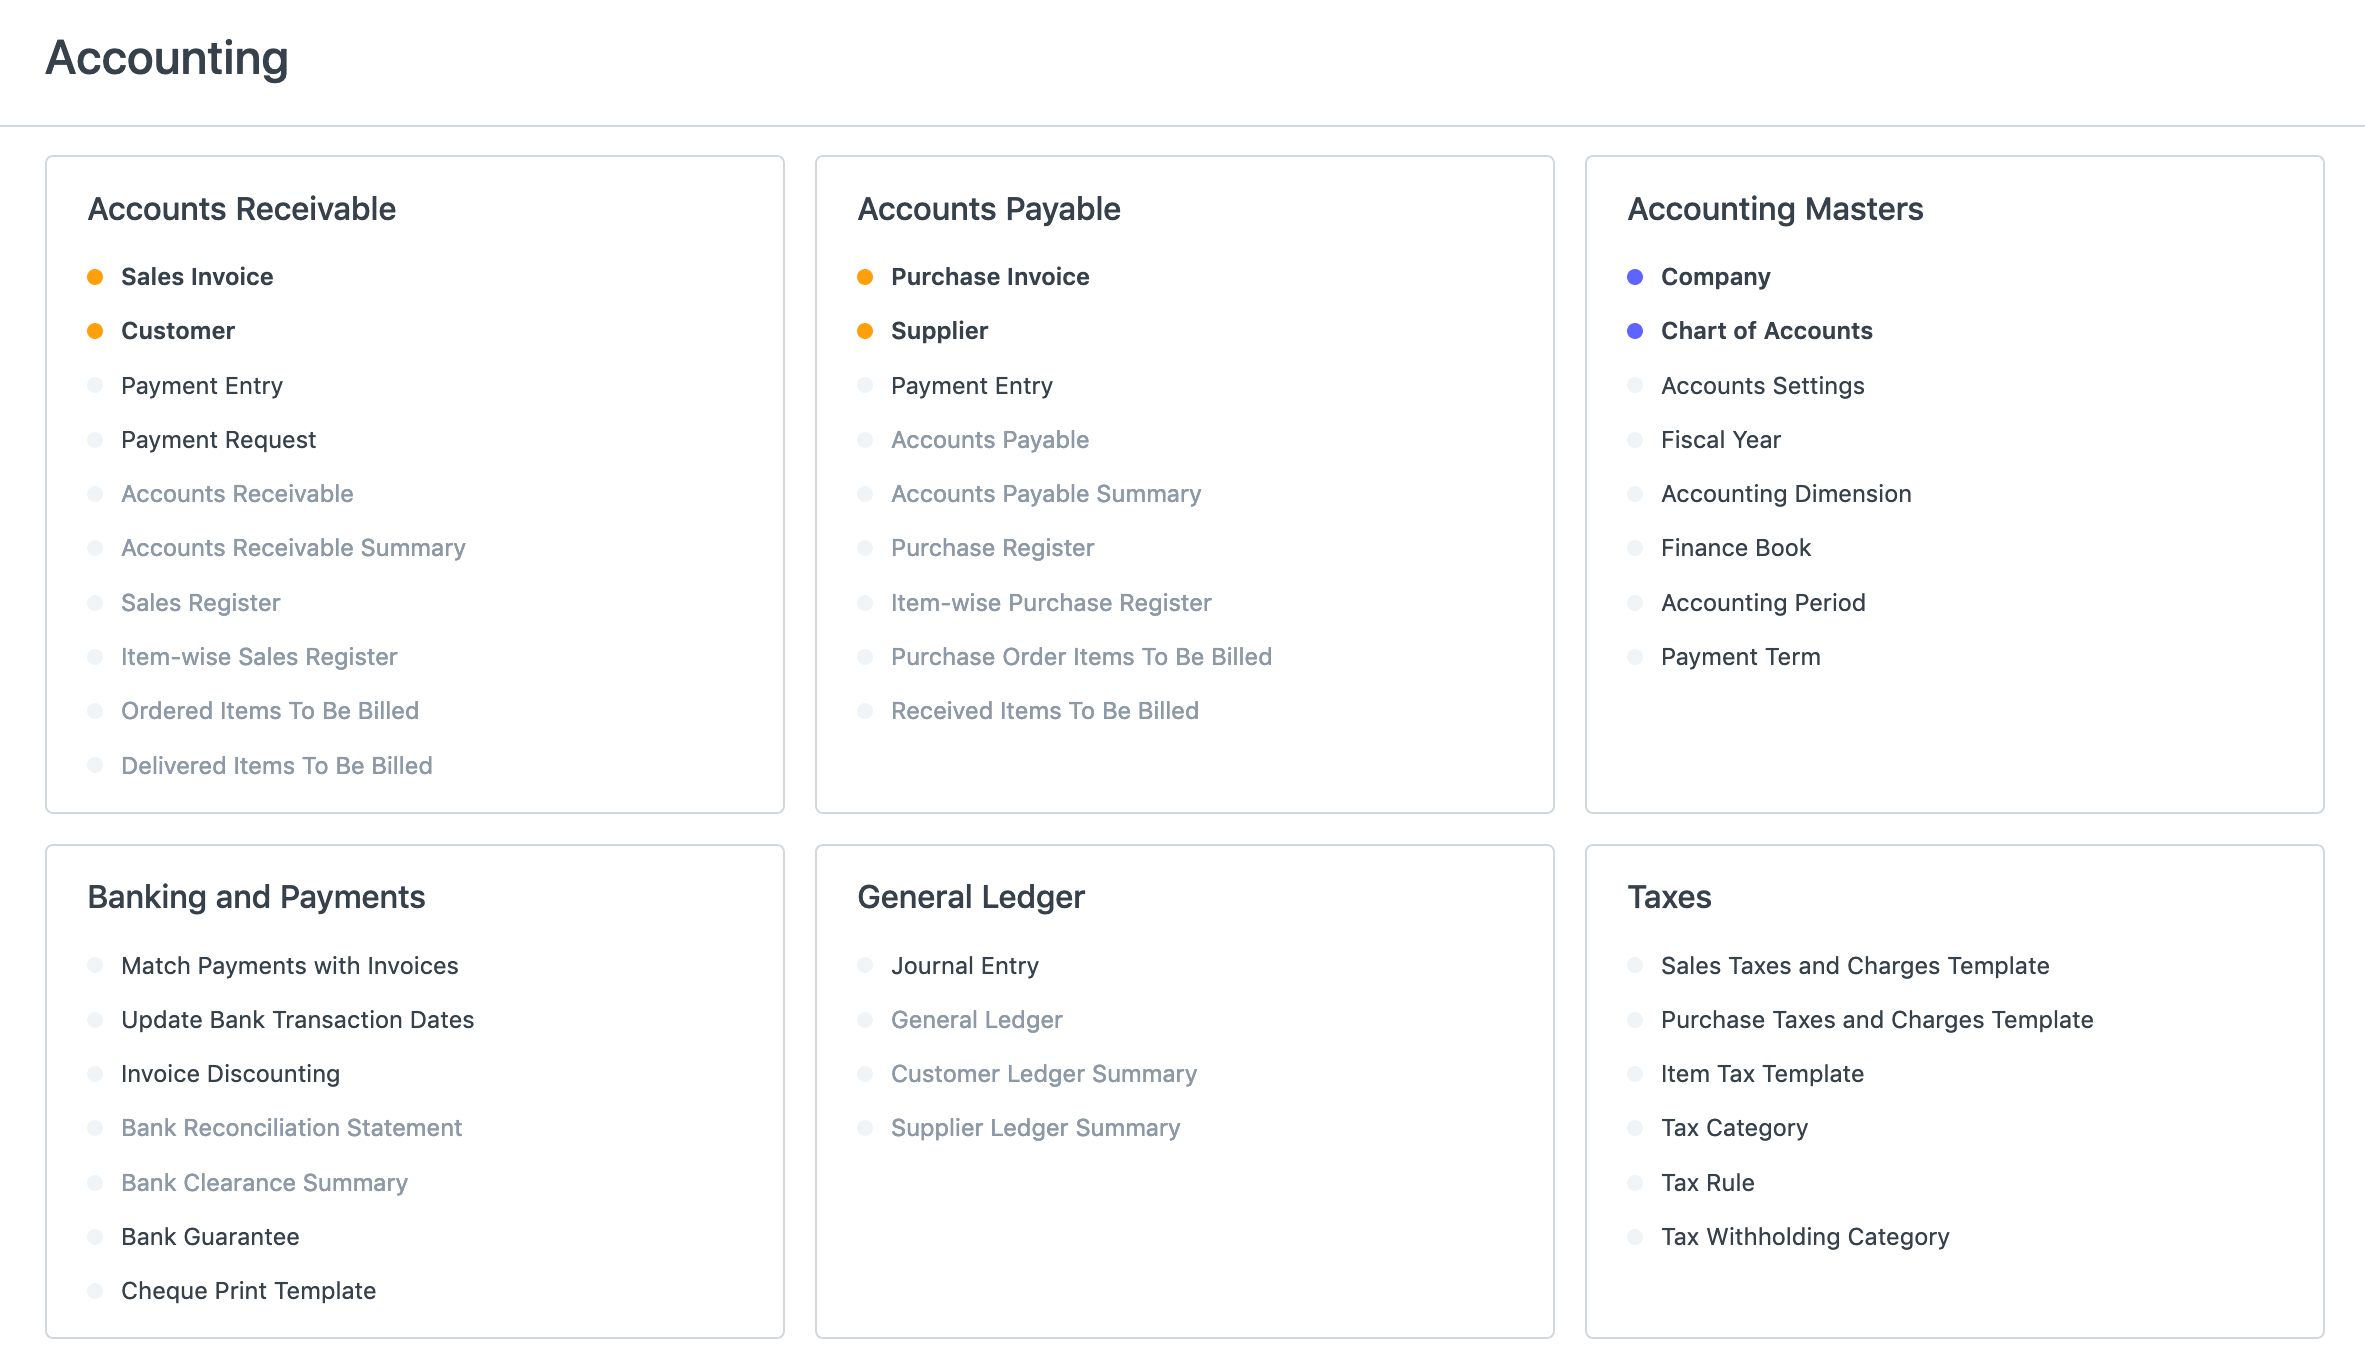 Accounting
Accounts Receivable
Sales Invoice
Customer
Payment Entry
Payment Request
Accounts Receivable
Accounts Receivable Summary
Sales Register
Item-wise Sales Register
Ordered Items To Be Billed
Delivered Items To Be Billed
Accounts Payable
Purchase Invoice
Supplier
Payment Entry
Accounts Payable
Accounts Payable Summary
Purchase Register
Item-wise Purchase Register
Purchase Order Items To Be Billed
Received Items To Be Billed
Accounting Masters
Company
Chart of Accounts
Accounts Settings
Fiscal Year
Accounting Dimension
Finance Book
Accounting Period
Payment Term
Banking and Payments
Match Payments with Invoices
Update Bank Transaction Dates
Invoice Discounting
Bank Reconciliation Statement
Bank Clearance Summary
Bank Guarantee
Cheque Print Template
General Ledger
Journal Entry
General Ledger
Customer Ledger Summary
Supplier Ledger Summary
Taxes
Sales Taxes and Charges Template
Purchase Taxes and Charges Template
Item Tax Template
Tax Category
Tax Rule
Tax Withholding Category